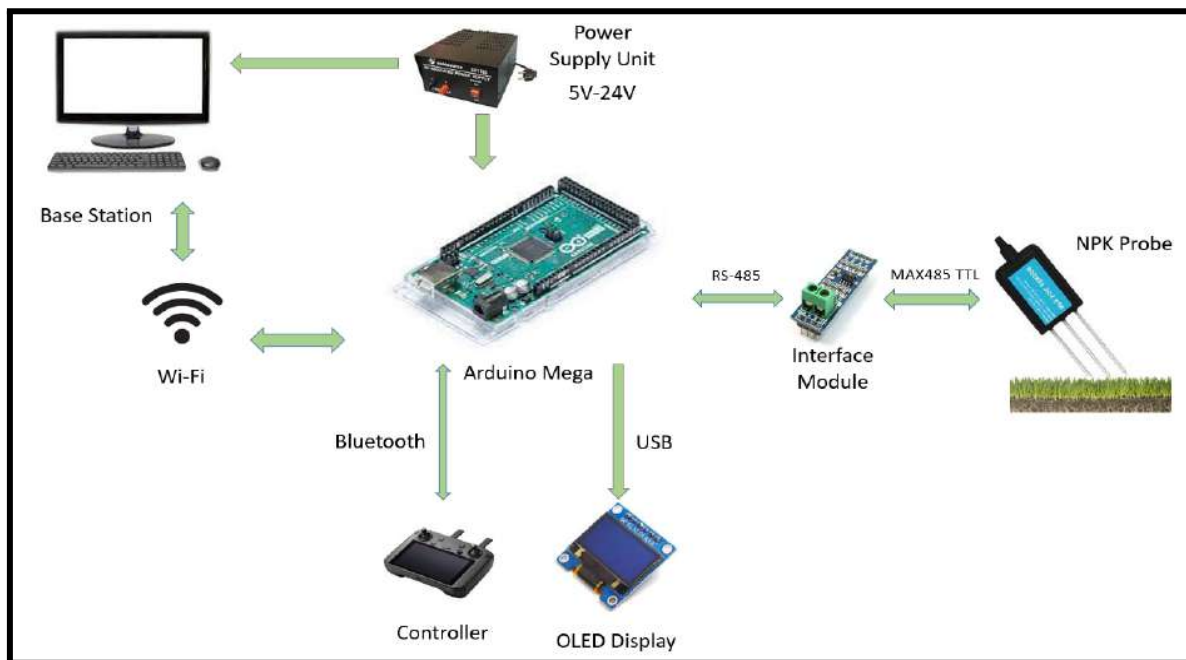 Power
Supply Unit
5V-24V
Base Station
NPK Probe
RS-485
MAX485 TTL
Interface
Module
Wi-Fi
Arduino Mega
Bluetooth
USB
Controller
OLED Display